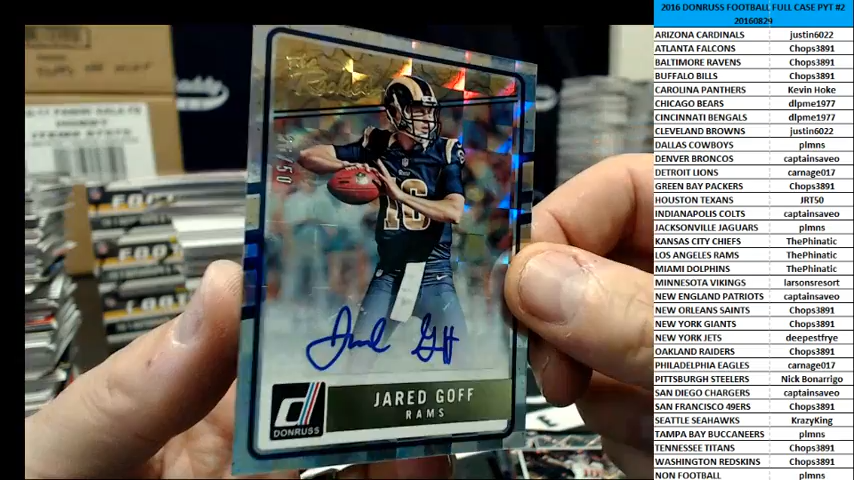 2016 DONRUSS FOOTBALL FULL CASE PYT #2
20160829
ARIZONA CARDINALS justin6022
ATLANTA FALCONS Chops3891
BALTIMORE RAVENS Chops3891
BUFFALO BILLS Chops3891
CAROLINA PANTHERS Kevin Hoke
CHICAGO BEARS dlpme1977
CINCINNATI BENGALS dlpme1977
CLEVELAND BROWNS justin6022
DALLAS COWBOYS plmns
DENVER BRONCOS captainsaveo
DETROIT LIONS carnage017
GREEN BAY PACKERS Chops3891
HOUSTON TEXANS JRT50
INDIANAPOLIS COLTS captainsaveo
JACKSONVILLE JAGUARS plmns
KANSAS CITY CHIEFS ThePhinatic
LOS ANGELES RAMS ThePhinatic
MIAMI DOLPHINS ThePhinatic
MINNESOTA VIKINGS larsonsresort
NEW ENGLAND PATRIOTS captainsaveo
NEW ORLEANS SAINTS Chops3891
NEW YORK GIANTS Chops3891
NEW YORK JETS deepestfrye
OAKLAND RAIDERS Chops3891
PHILADELPHIA EAGLES carnage017
PITTSBURGH STEELERS Nick Bonarrigo
SAN DIEGO CHARGERS captainsaveo
SAN FRANCISCO 49ERS Chops3891
SEATTLE SEAHAWKS KrazyKing
TAMPA BAY BUCCANEERS plmns
TENNESSEE TITANS Chops3891
WASHINGTON REDSKINS Chops3891
NON FOOTBALL plmns
16
JARED GOFF
RAMS
DONRUSS